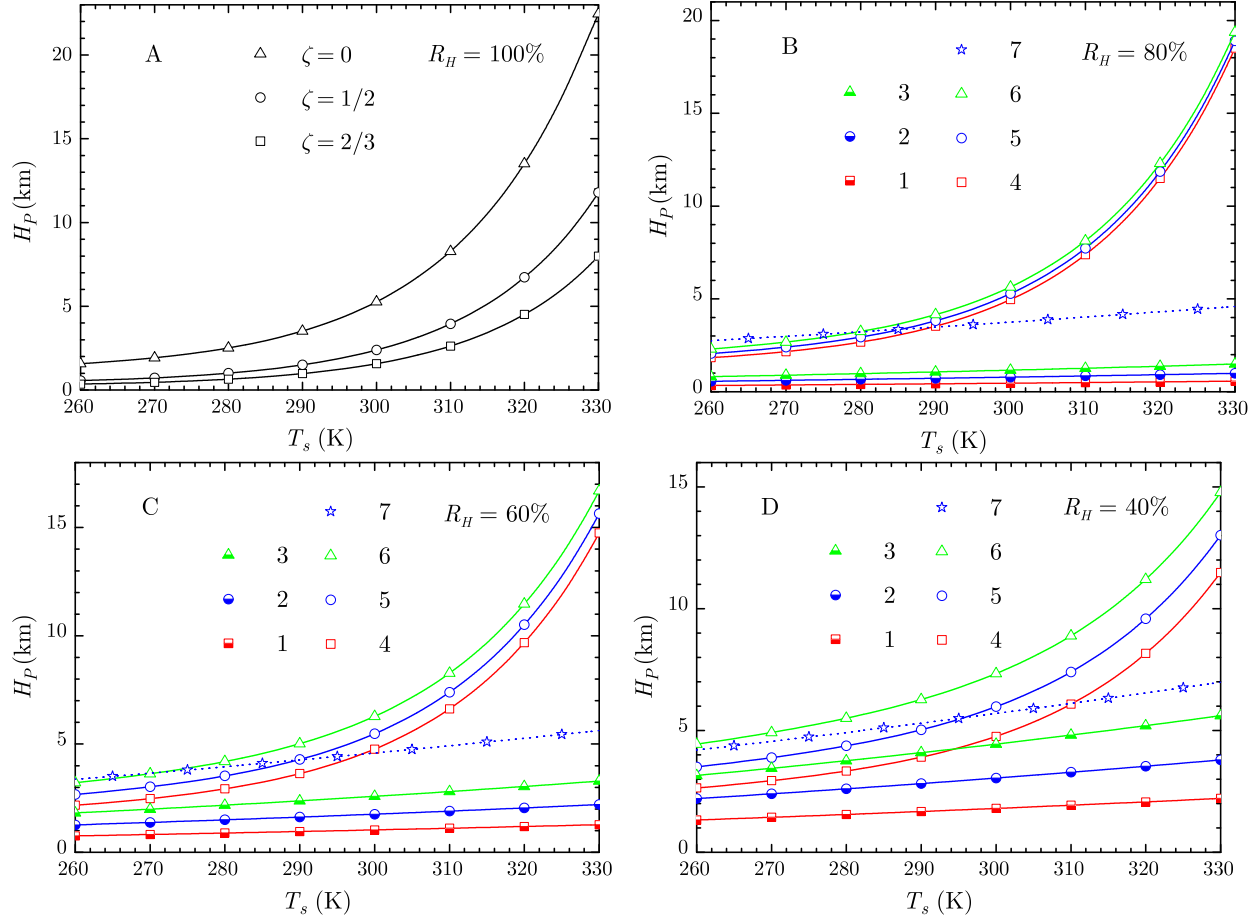 A
ζ = 0
R_H = 100%
ζ = 1/2
ζ = 2/3
H_P (km)
20
15
10
5
0
260 270 280 290 300 310 320 330
T_s (K)
B
7
R_H = 80%
3 6
2 5
1 4
H_P (km)
20
15
10
5
0
260 270 280 290 300 310 320 330
T_s (K)
C
7
R_H = 60%
3 6
2 5
1 4
H_P (km)
15
10
5
0
260 270 280 290 300 310 320 330
T_s (K)
D
7
R_H = 40%
3 6
2 5
1 4
H_P (km)
15
10
5
0
260 270 280 290 300 310 320 330
T_s (K)